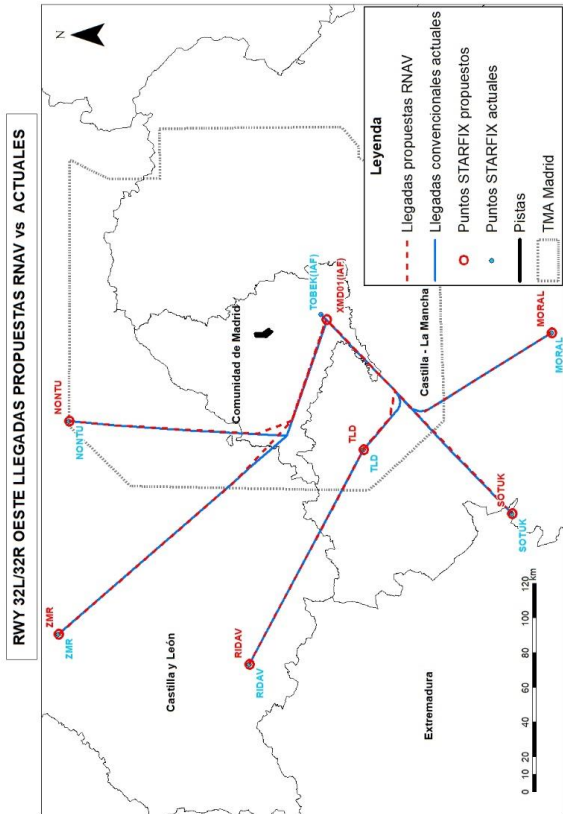 RWY 32L/32R OESTE LLEGADAS PROPUESTAS RNAV vs ACTUALES
N
ZMR
ZMR
NONTU
NONTU
Castilla y León
Comunidad de Madrid
RIDAV
RIDAV
TOBEK(IAF)
XMD01(IAF)
TLD
TLD
Castilla - La Mancha
Extremadura
SOTUK
SOTUK
MORAL
MORAL
0 10 20 40 60 80 100 120
Km
Leyenda
Llegadas propuestas RNAV
Llegadas convencionales actuales
Puntos STARFIX propuestos
Puntos STARFIX actuales
Pistas
TMA Madrid